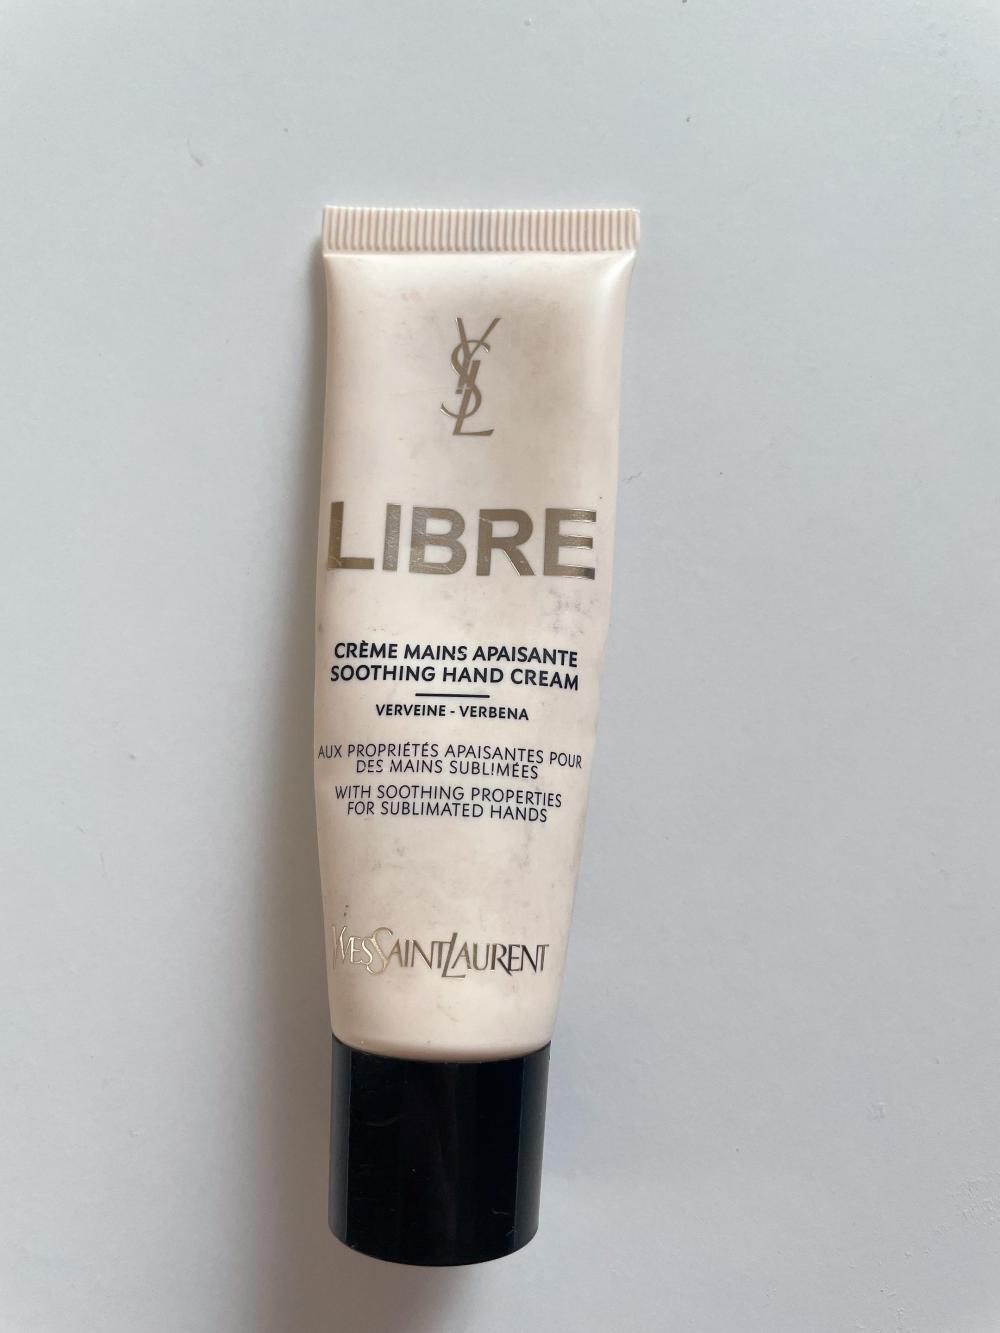 YSL
LIBRE
CRÈME MAINS APAISANTE
SOOTHING HAND CREAM
VERVEINE - VERBENA
AUX PROPRIÉTÉS APAISANTES POUR
DES MAINS SUBLIMÉES
WITH SOOTHING PROPERTIES
FOR SUBLIMATED HANDS
YVESSAINTLAURENT